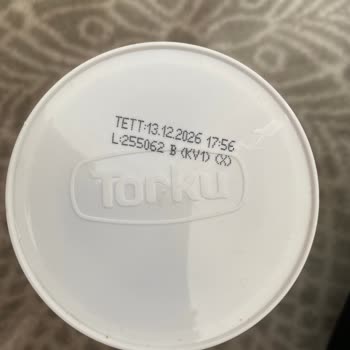 TETT:13.12.2026 17:56
L:255062 B (KV1) (X)
Torku